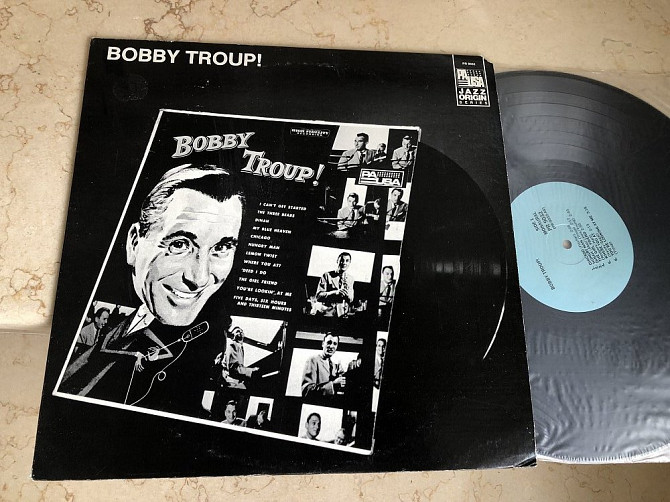 BOBBY TROUP!
PAUSA
JAZZ
ORIGIN
SERIES
BOBBY
TROUP!
PAUSA
I CAN'T GET STARTED
THE THREE BEARS
DINAH
MY BLUE HEAVEN
CHICAGO
HUNGRY MAN
LEMON TWIST
WHERE YOU AT?
'DEED I DO
THE GIRL FRIEND
YOU'RE LOOKIN' AT ME
FIVE DAYS, SIX HOURS
AND THIRTEEN MINUTES
BOBBY TROUP!